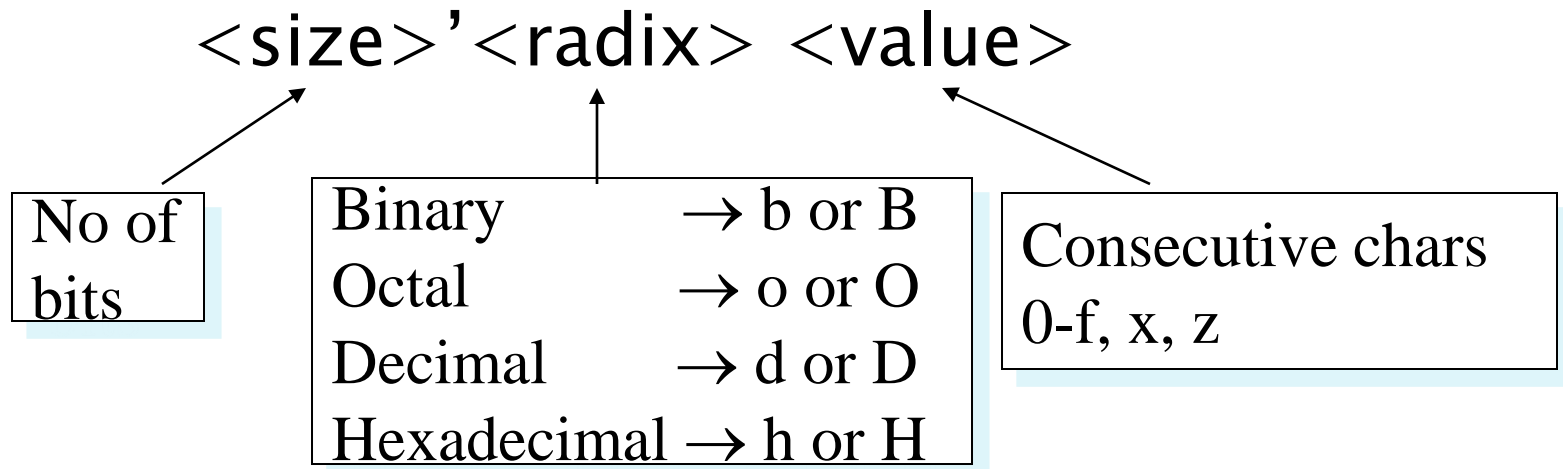 <size>’<radix> <value>
No of
bits
Binary → b or B
Octal → o or O
Decimal → d or D
Hexadecimal → h or H
Consecutive chars
0-f, x, z